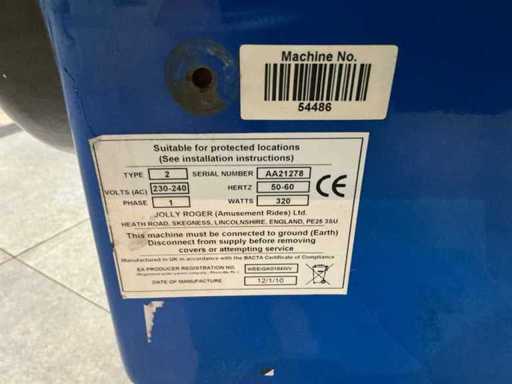 Machine No.
54486
Suitable for protected locations
(See installation instructions)
TYPE 2 SERIAL NUMBER AA21278
VOLTS (AC) 230-240 HERTZ 50-60
PHASE 1 WATTS 320
JOLLY ROGER (Amusement Rides) Ltd.
HEATH ROAD, SKEGNESS, LINCOLNSHIRE, ENGLAND, PE25 3SU
This machine must be connected to ground (Earth)
Disconnect from supply before removing
covers or attempting service
Manufactured in UK in accordance with the BACTA Certificate of Compliance
EA PRODUCER REGISTRATION NO.
DATE OF MANUFACTURE 12/1/10